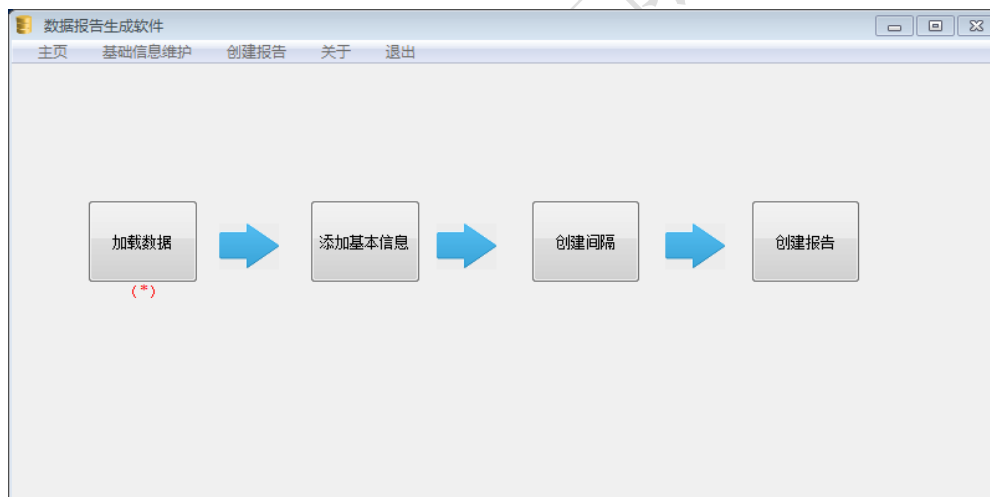 数据报告生成软件
主页 基础信息维护 创建报告 关于 退出
加载数据 添加基本信息 创建间隔 创建报告
(*)